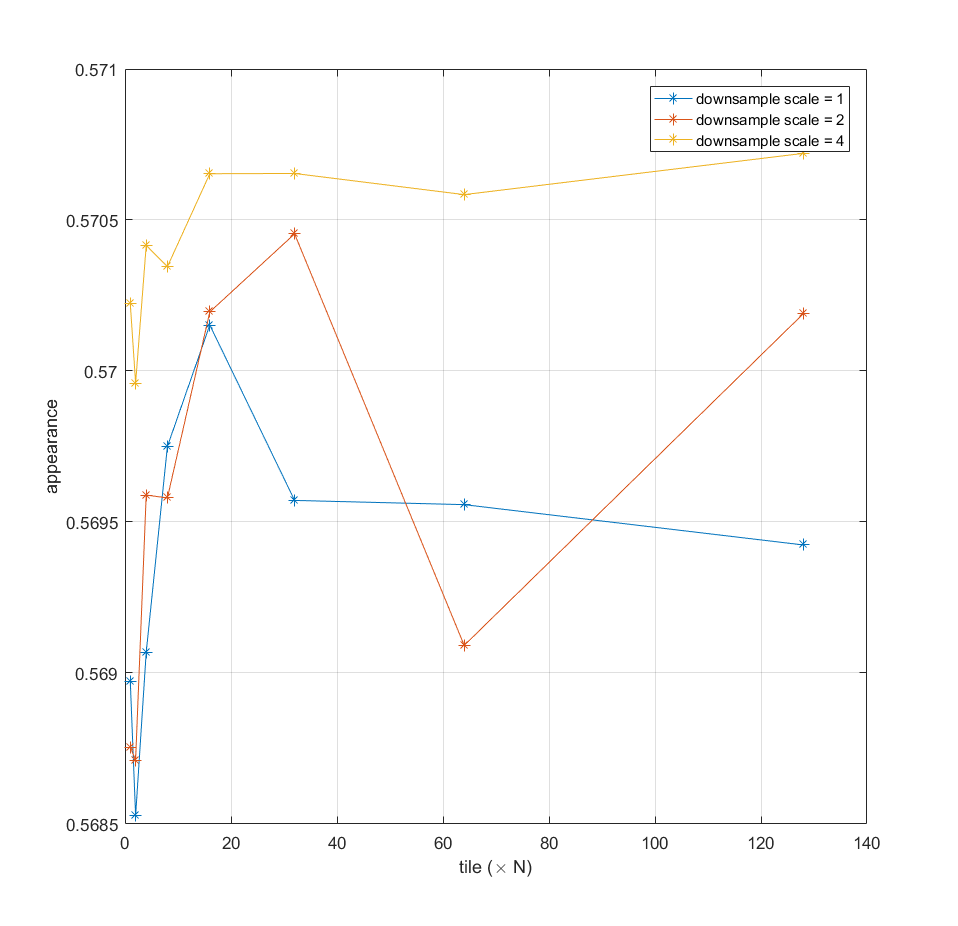 0.571
0.5705
0.57
0.5695
0.569
0.5685
appearance
downsample scale = 1
downsample scale = 2
downsample scale = 4
0 20 40 60 80 100 120 140
tile (× N)